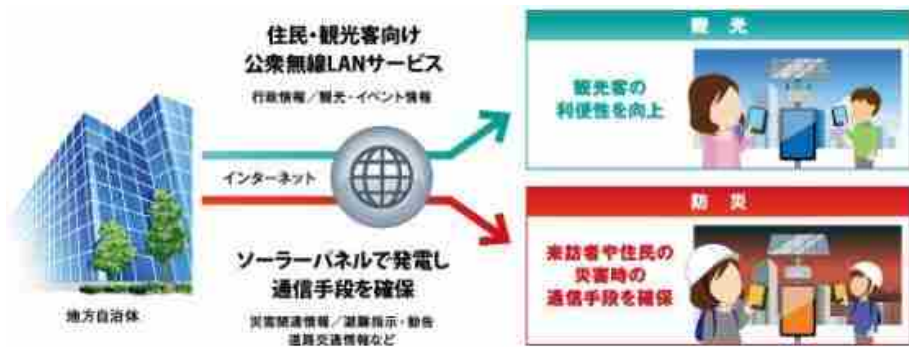 住民・観光客向け
公衆無線LANサービス
行政情報／観光・イベント情報
インターネット
地方自治体
ソーラーパネルで発電し
通信手段を確保
災害関連情報／避難指示・勧告
道路交通情報など
観光
観光客の
利便性を向上
防災
来訪者や住民の
災害時の
通信手段を確保